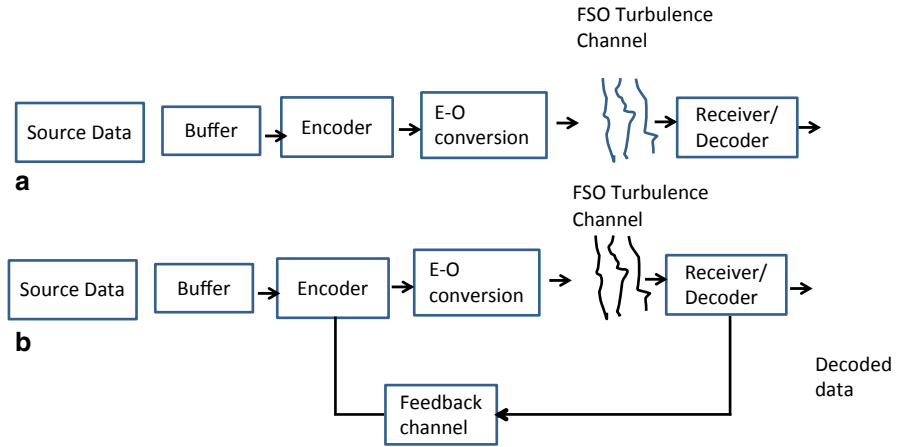 FSO Turbulence
Channel
Source Data
Buffer
Encoder
E-O
conversion
Receiver/
Decoder
a
FSO Turbulence
Channel
Source Data
Buffer
Encoder
E-O
conversion
Receiver/
Decoder
b
Feedback
channel
Decoded
data